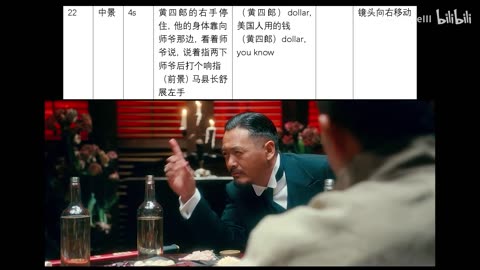 22
中景
4s
黄四郎的右手停
住，他的身体靠向
师爷那边，看着师
爷说，说着指两下
师爷后打个响指
（前景）马县长舒
展左手
（黄四郎）dollar,
美国人用的钱
（黄四郎）dollar,
you know
镜头向右移动
elll
bilibili